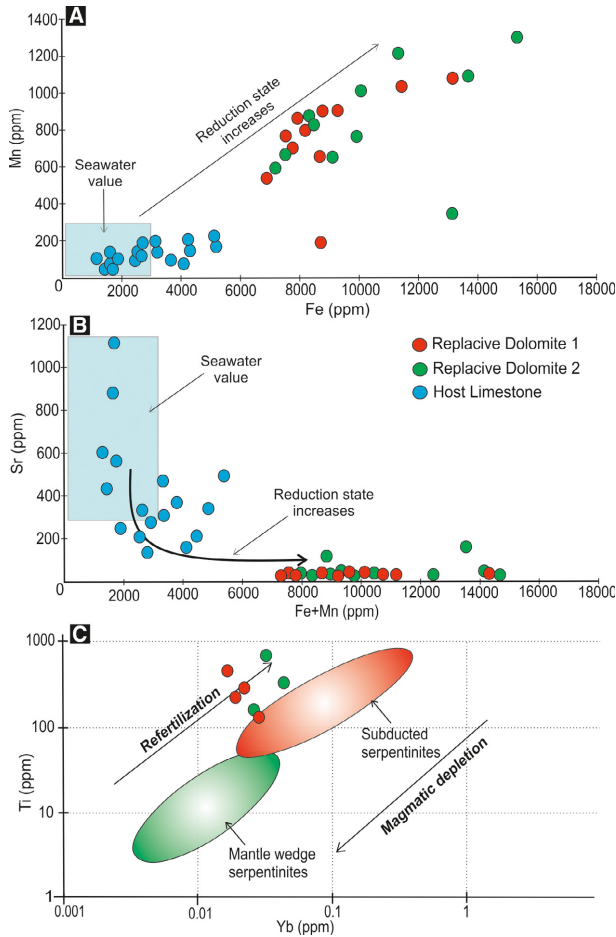 A
1400
1200
1000
800
600
400
200
0
Mn (ppm)
Reduction state
increases
Seawater
value
2000
4000
6000
8000
10000
12000
14000
16000
18000
Fe (ppm)
B
1200
1000
800
600
400
200
0
Sr (ppm)
Seawater
value
Replacive Dolomite 1
Replacive Dolomite 2
Host Limestone
Reduction state
increases
2000
4000
6000
8000
10000
12000
14000
16000
18000
Fe+Mn (ppm)
C
1000
100
10
1
Ti (ppm)
Refertilization
Subducted
serpentinites
Magmatic depletion
Mantle wedge
serpentinites
0.001
0.01
0.1
1
Yb (ppm)